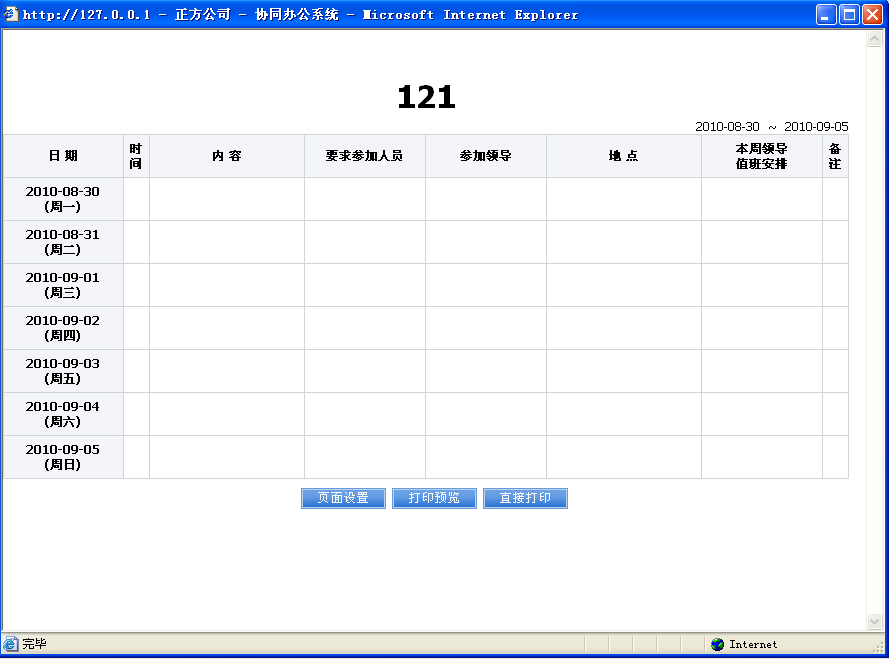 http://127.0.0.1 - 正方公司 - 协同办公系统 - Microsoft Internet Explorer
121
2010-08-30 ~ 2010-09-05
日 期 时间 内 容 要求参加人员 参加领导 地 点 本周领导值班安排 备注
2010-08-30
(周一)
2010-08-31
(周二)
2010-09-01
(周三)
2010-09-02
(周四)
2010-09-03
(周五)
2010-09-04
(周六)
2010-09-05
(周日)
页面设置 打印预览 直接打印
完毕 Internet